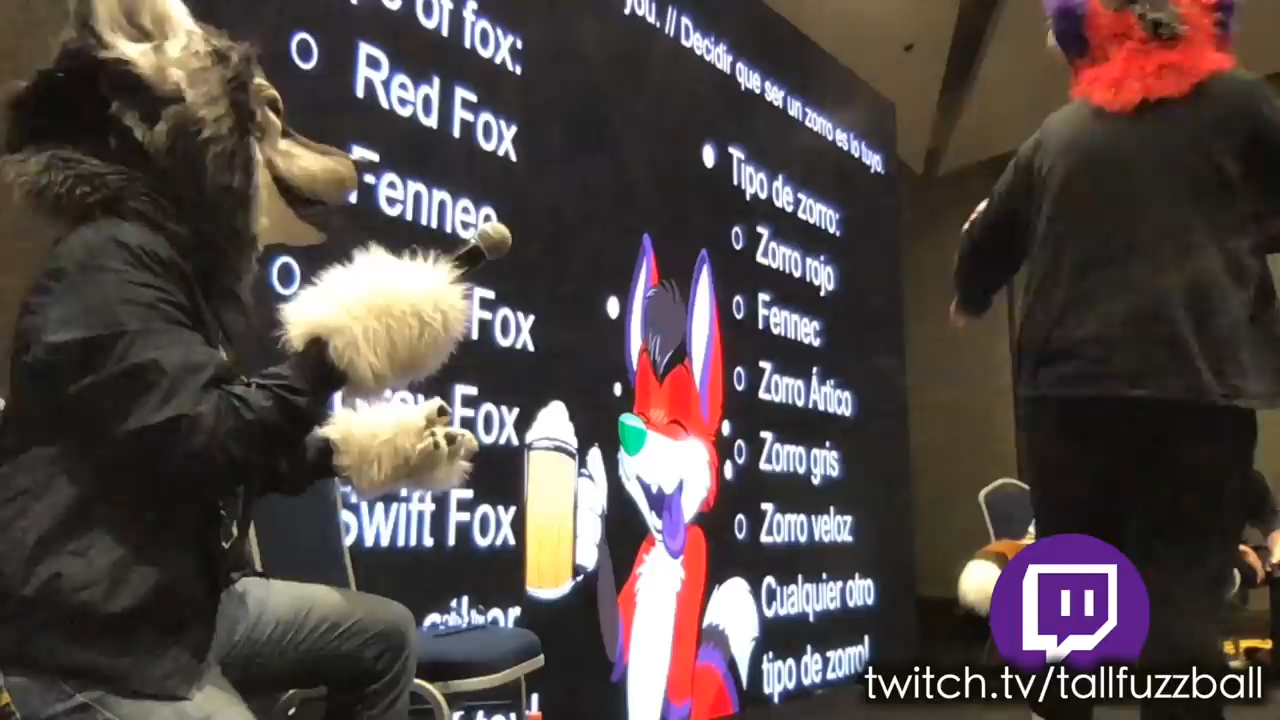 of fox:
Red Fox
Fennec
Fox
Fox
Swift Fox
you. // Decidir que ser un zorro es lo tuyo.
Tipo de zorro:
Zorro rojo
Fennec
Zorro Ártico
Zorro gris
Zorro veloz
Cualquier otro
tipo de zorro!
twitch.tv/tallfuzzball